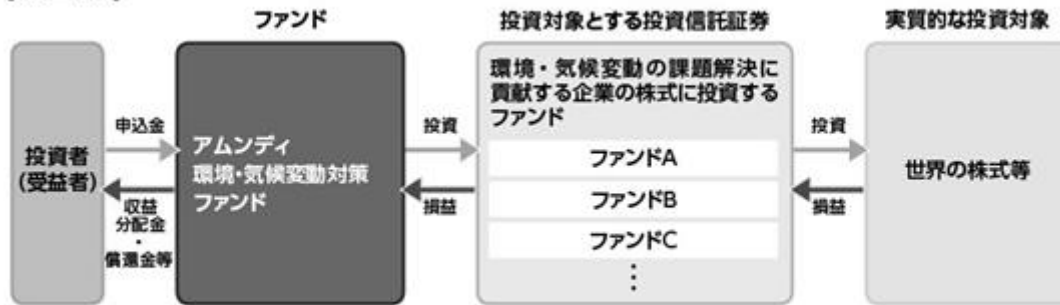 ファンド
投資対象とする投資信託証券
実質的な投資対象
投資者
(受益者)
申込金
収益
分配金
・
償還金等
アムンディ
環境・気候変動対策
ファンド
投資
損益
環境・気候変動の課題解決に
貢献する企業の株式に投資する
ファンド
ファンドA
ファンドB
ファンドC
⋮
投資
損益
世界の株式等